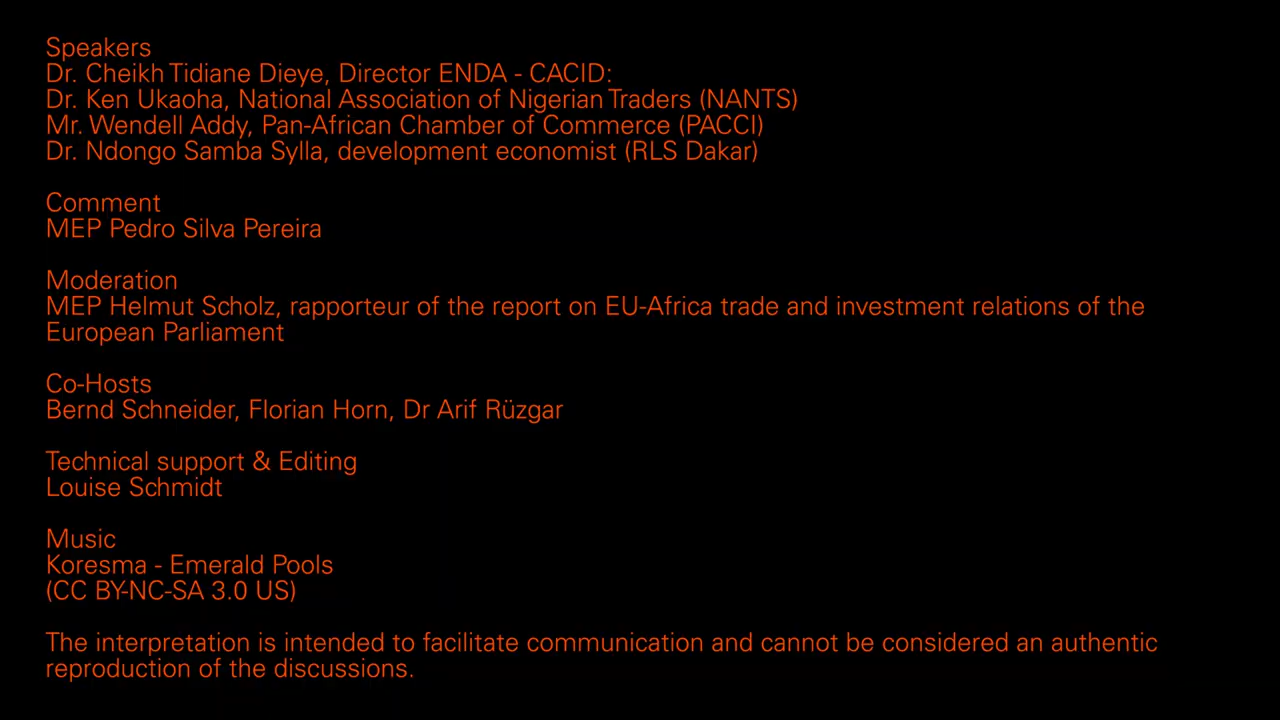 Speakers
Dr. Cheikh Tidiane Dieye, Director ENDA - CACID:
Dr. Ken Ukaoha, National Association of Nigerian Traders (NANTS)
Mr. Wendell Addy, Pan-African Chamber of Commerce (PACCI)
Dr. Ndongo Samba Sylla, development economist (RLS Dakar)
Comment
MEP Pedro Silva Pereira
Moderation
MEP Helmut Scholz, rapporteur of the report on EU-Africa trade and investment relations of the
European Parliament
Co-Hosts
Bernd Schneider, Florian Horn, Dr Arif Rüzgar
Technical support & Editing
Louise Schmidt
Music
Koresma - Emerald Pools
(CC BY-NC-SA 3.0 US)
The interpretation is intended to facilitate communication and cannot be considered an authentic
reproduction of the discussions.